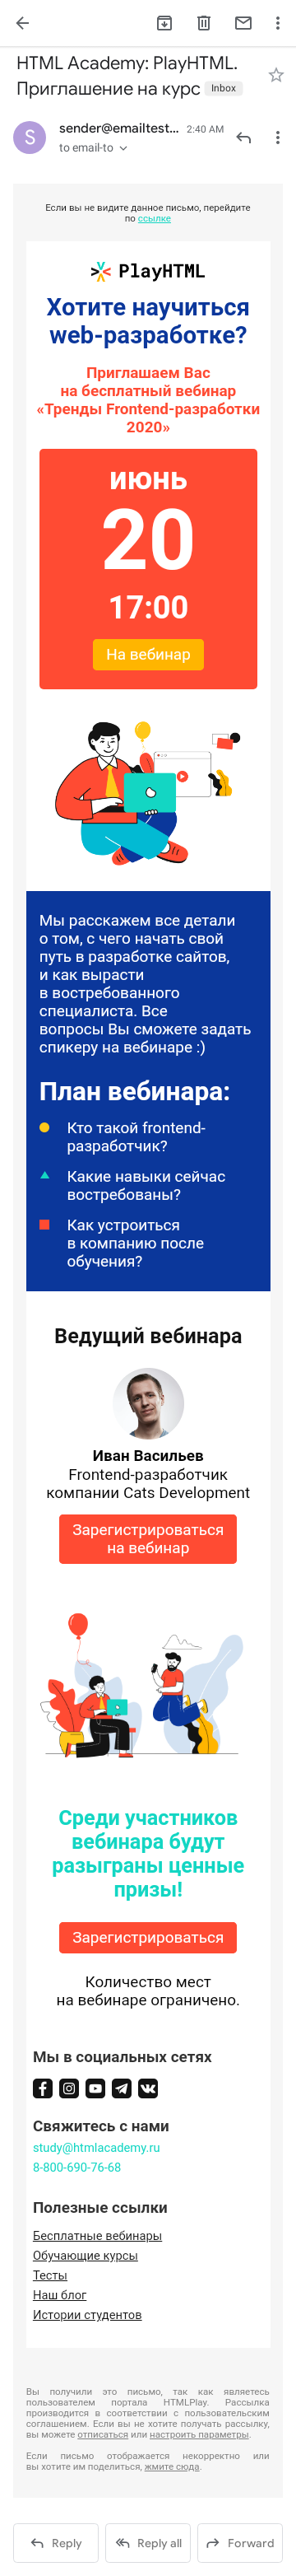 HTML Academy: PlayHTML.
Приглашение на курс Inbox
S
sender@emailtest... 2:40 AM
to email-to
Если вы не видите данное письмо, перейдите
по ссылке
PlayHTML
Хотите научиться
web-разработке?
Приглашаем Вас
на бесплатный вебинар
«Тренды Frontend-разработки
2020»
июнь
20
17:00
На вебинар
Мы расскажем все детали
о том, с чего начать свой
путь в разработке сайтов,
и как вырасти
в востребованного
специалиста. Все
вопросы Вы сможете задать
спикеру на вебинаре :)
План вебинара:
Кто такой frontend-
разработчик?
Какие навыки сейчас
востребованы?
Как устроиться
в компанию после
обучения?
Ведущий вебинара
Иван Васильев
Frontend-разработчик
компании Cats Development
Зарегистрироваться
на вебинар
Среди участников
вебинара будут
разыграны ценные
призы!
Зарегистрироваться
Количество мест
на вебинаре ограничено.
Мы в социальных сетях
Свяжитесь с нами
study@htmlacademy.ru
8-800-690-76-68
Полезные ссылки
Бесплатные вебинары
Обучающие курсы
Тесты
Наш блог
Истории студентов
Вы получили это письмо, так как являетесь
пользователем портала HTMLPlay. Рассылка
производится в соответствии с пользовательским
соглашением. Если вы не хотите получать рассылку,
вы можете отписаться или настроить параметры.
Если письмо отображается некорректно или
вы хотите им поделиться, жмите сюда.
Reply
Reply all
Forward